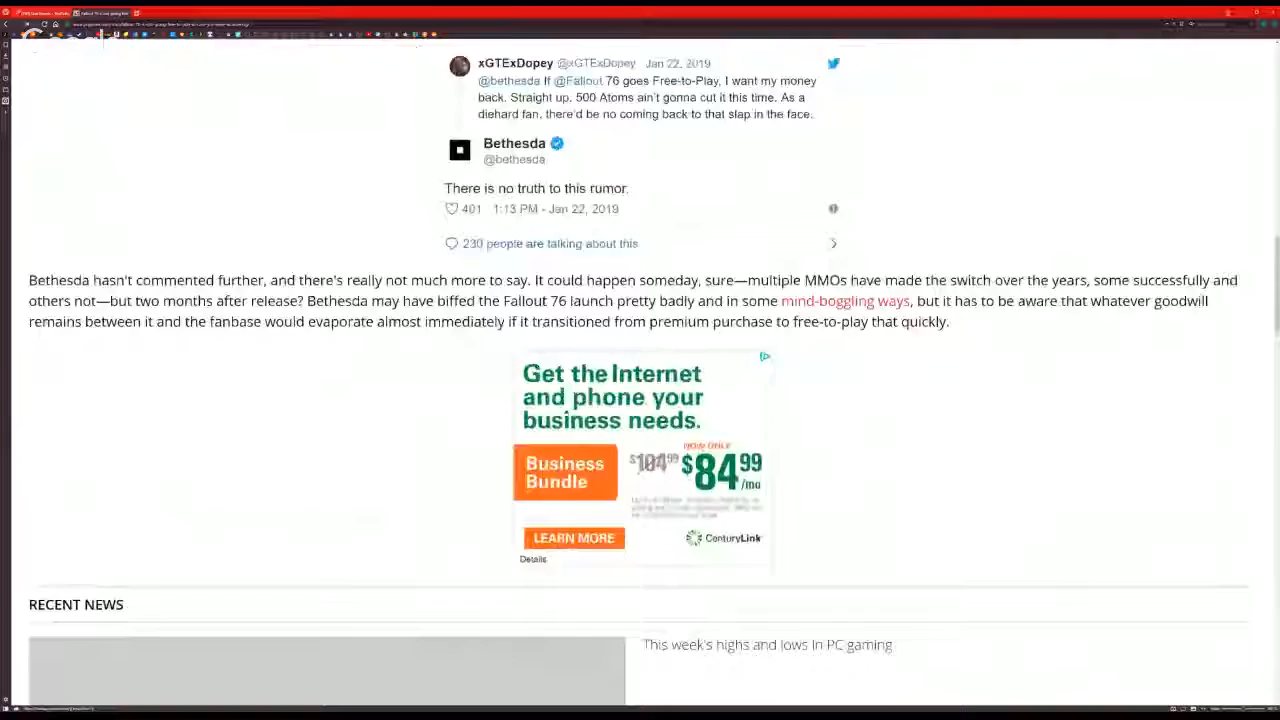 xGTExDopey @xGTExDopey Jan 22, 2019
@bethesda If @Fallout 76 goes Free-to-Play, I want my money
back. Straight up. 500 Atoms ain't gonna cut it this time. As a
diehard fan, there'd be no coming back to that slap in the face.
Bethesda
@bethesda
There is no truth to this rumor.
401 1:13 PM - Jan 22, 2019
230 people are talking about this
Bethesda hasn't commented further, and there's really not much more to say. It could happen someday, sure—multiple MMOs have made the switch over the years, some successfully and
others not—but two months after release? Bethesda may have biffed the Fallout 76 launch pretty badly and in some mind-boggling ways, but it has to be aware that whatever goodwill
remains between it and the fanbase would evaporate almost immediately if it transitioned from premium purchase to free-to-play that quickly.
Get the Internet
and phone your
business needs.
Business
Bundle
$104.99
NOW ONLY
$84.99
/mo
LEARN MORE
CenturyLink
Details
RECENT NEWS
This week's highs and lows in PC gaming